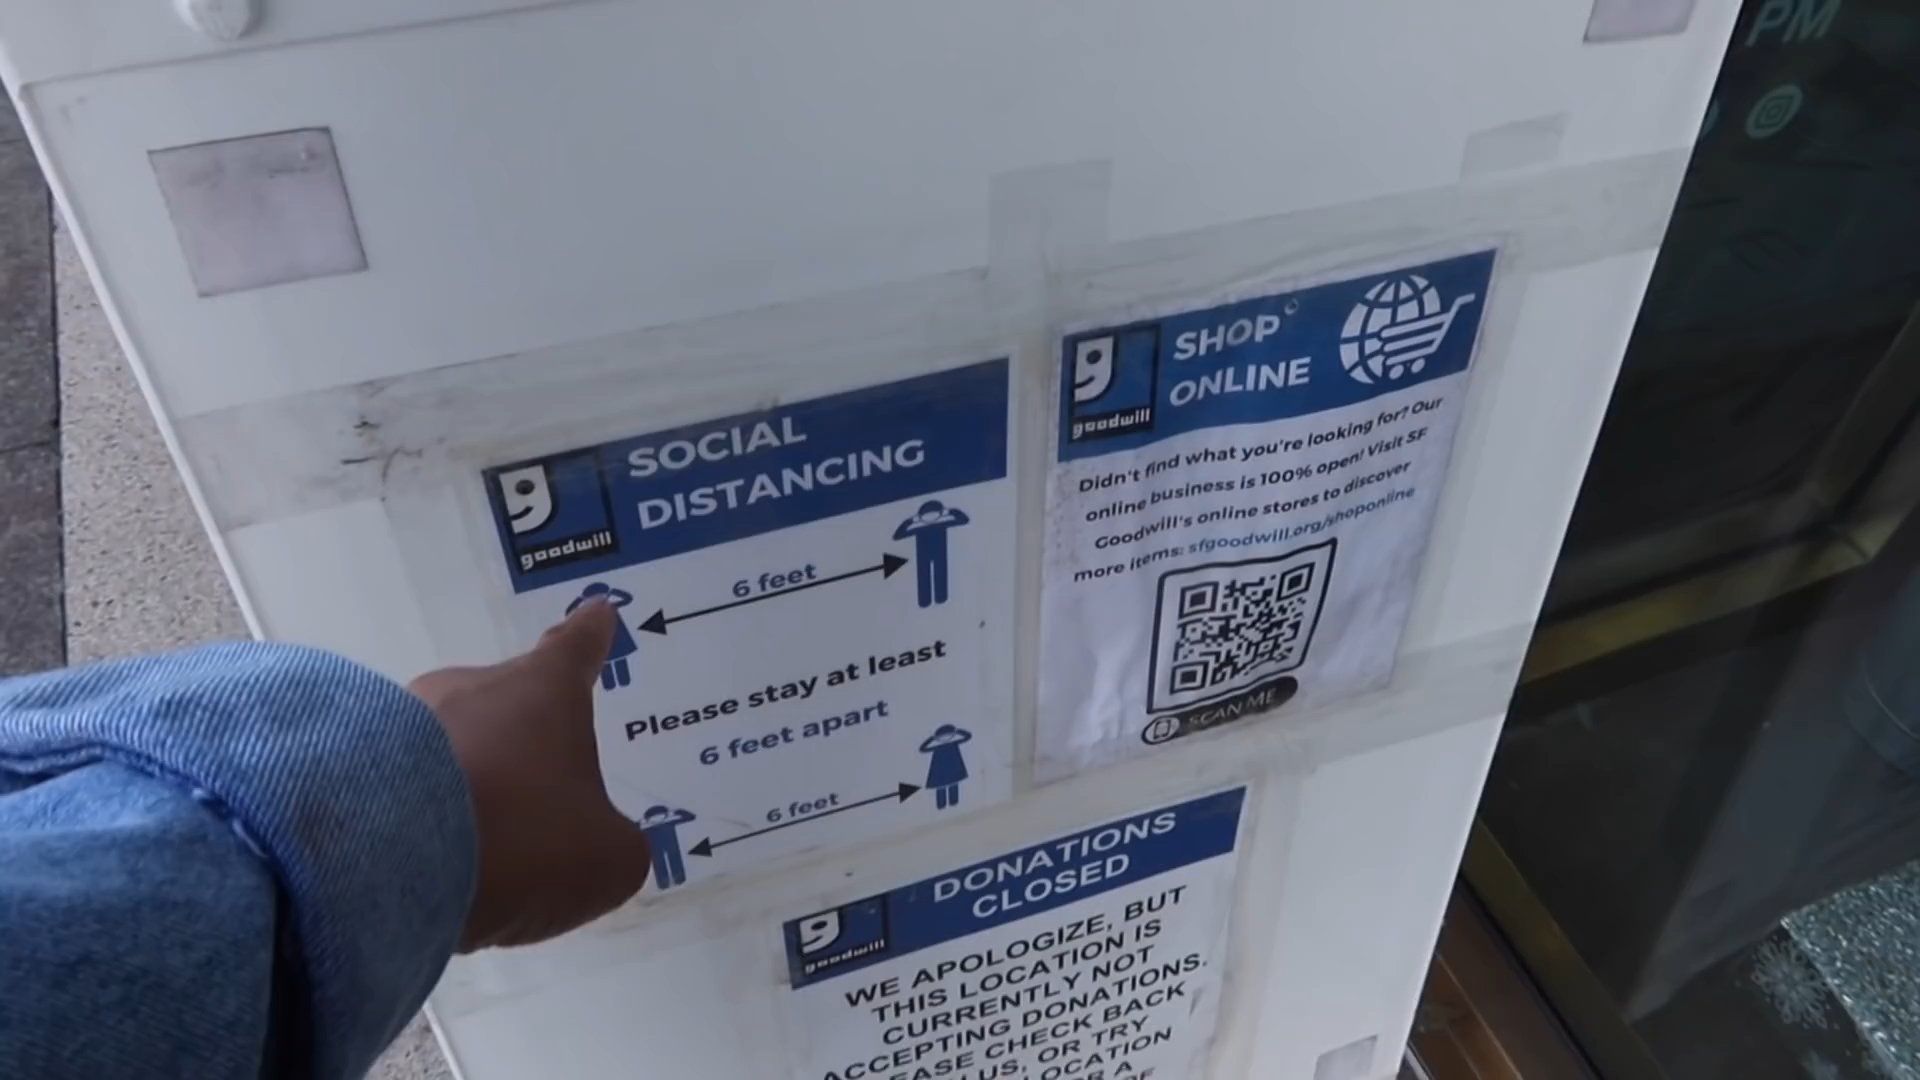 PM
goodwill
SOCIAL
DISTANCING
6 feet
Please stay at least
6 feet apart
6 feet
goodwill
SHOP
ONLINE
Didn't find what you're looking for? Our
online business is 100% open! Visit SF
Goodwill's online stores to discover
more items: sfgoodwill.org/shoponline
SCAN ME
goodwill
DONATIONS
CLOSED
WE APOLOGIZE, BUT
THIS LOCATION IS
CURRENTLY NOT
ACCEPTING DONATIONS.
CHECK BACK
US, OR TRY